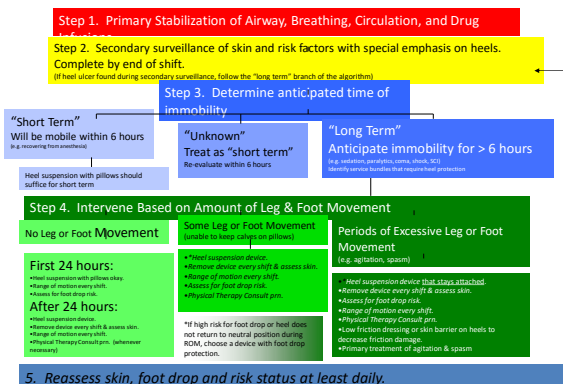 Step 1.  Primary Stabilization of Airway, Breathing, Circulation, and Drug
Infusions
Step 2.  Secondary surveillance of skin and risk factors with special emphasis on heels.
Complete by end of shift.
(If heel ulcer found during secondary surveillance, follow the “long term” branch of the algorithm)
Step 3.  Determine anticipated time of
immobility
“Short Term”
Will be mobile within 6 hours
(e.g. recovering from anesthesia)
“Unknown”
Treat as “short term”
Re-evaluate within 6 hours
“Long Term”
Anticipate immobility for > 6 hours
(e.g. sedation, paralytics, coma, shock, SCI)
Identify service bundles that require heel protection
Heel suspension with pillows should
suffice for short term
Step 4.  Intervene Based on Amount of Leg & Foot Movement
No Leg or Foot Movement
Some Leg or Foot Movement
(unable to keep calves on pillows)
Periods of Excessive Leg or Foot
Movement
(e.g. agitation, spasm)
First 24 hours:
•Heel suspension with pillows okay.
•Range of motion every shift.
•Assess for foot drop risk.
After 24 hours:
•Heel suspension device.
•Remove device every shift & assess skin.
•Range of motion every shift.
•Physical Therapy Consult prn.  (whenever
necessary)
•*Heel suspension device.
•Remove device every shift & assess skin.
•Range of motion every shift.
•Assess for foot drop risk.
•Physical Therapy Consult prn.
*If high risk for foot drop or heel does
not return to neutral position during
ROM, choose a device with foot drop
protection.
• Heel suspension device that stays attached.
•Remove device every shift & assess skin.
•Assess for foot drop risk.
•Range of motion every shift.
•Physical Therapy Consult prn.
•Low friction dressing or skin barrier on heels to
decrease friction damage.
•Primary treatment of agitation & spasm
5.  Reassess skin, foot drop and risk status at least daily.